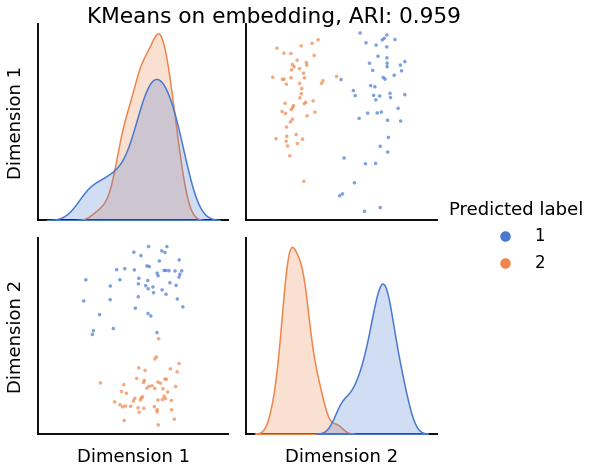 KMeans on embedding, ARI: 0.959
Dimension 1
Predicted label
1
2
Dimension 2
Dimension 1
Dimension 2